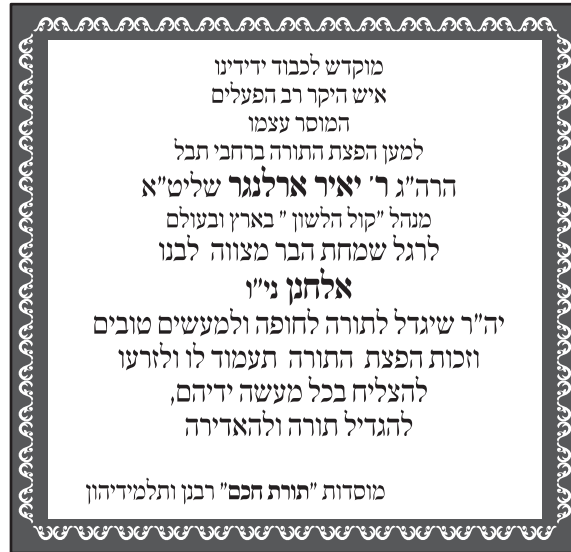 מוקדש לכבוד ידידינו
איש היקר רב הפעלים
המוסר עצמו
למען הפצת התורה ברחבי תבל
הרה"ג ר' יאיר ארלנגר שליט"א
מנהל "קול הלשון " בארץ ובעולם
לרגל שמחת הבר מצווה לבנו
אלחנן ני"ו
יה"ר שיגדל לתורה לחופה ולמעשים טובים
וזכות הפצת התורה תעמוד לו ולזרעו
להצליח בכל מעשה ידיהם,
להגדיל תורה ולהאדירה
מוסדות "תורת חכם" רבנן ותלמידיהון